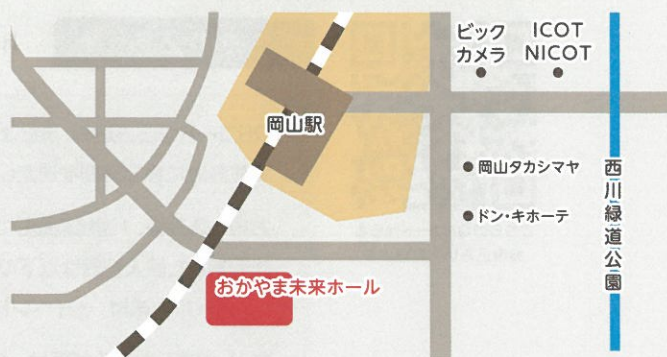 ビック
カメラ
ICOT
NICOT
岡山駅
岡山タカシマヤ
ドン・キホーテ
西川緑道公園
おかやま未来ホール